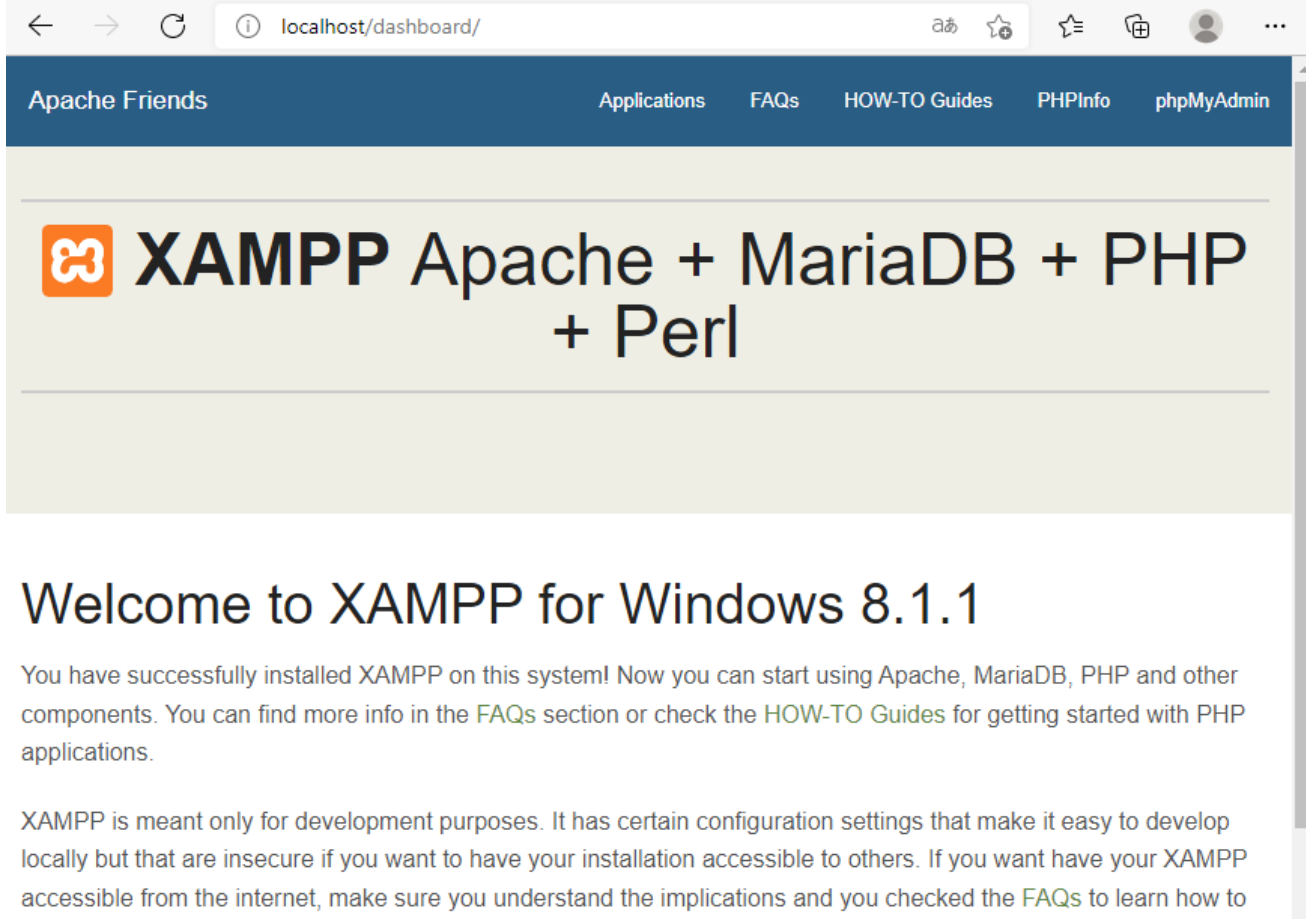 localhost/dashboard/
aあ
Apache Friends
Applications FAQs HOW-TO Guides PHPInfo phpMyAdmin
XAMPP Apache + MariaDB + PHP
+ Perl
Welcome to XAMPP for Windows 8.1.1
You have successfully installed XAMPP on this system! Now you can start using Apache, MariaDB, PHP and other
components. You can find more info in the FAQs section or check the HOW-TO Guides for getting started with PHP
applications.
XAMPP is meant only for development purposes. It has certain configuration settings that make it easy to develop
locally but that are insecure if you want to have your installation accessible to others. If you want have your XAMPP
accessible from the internet, make sure you understand the implications and you checked the FAQs to learn how to